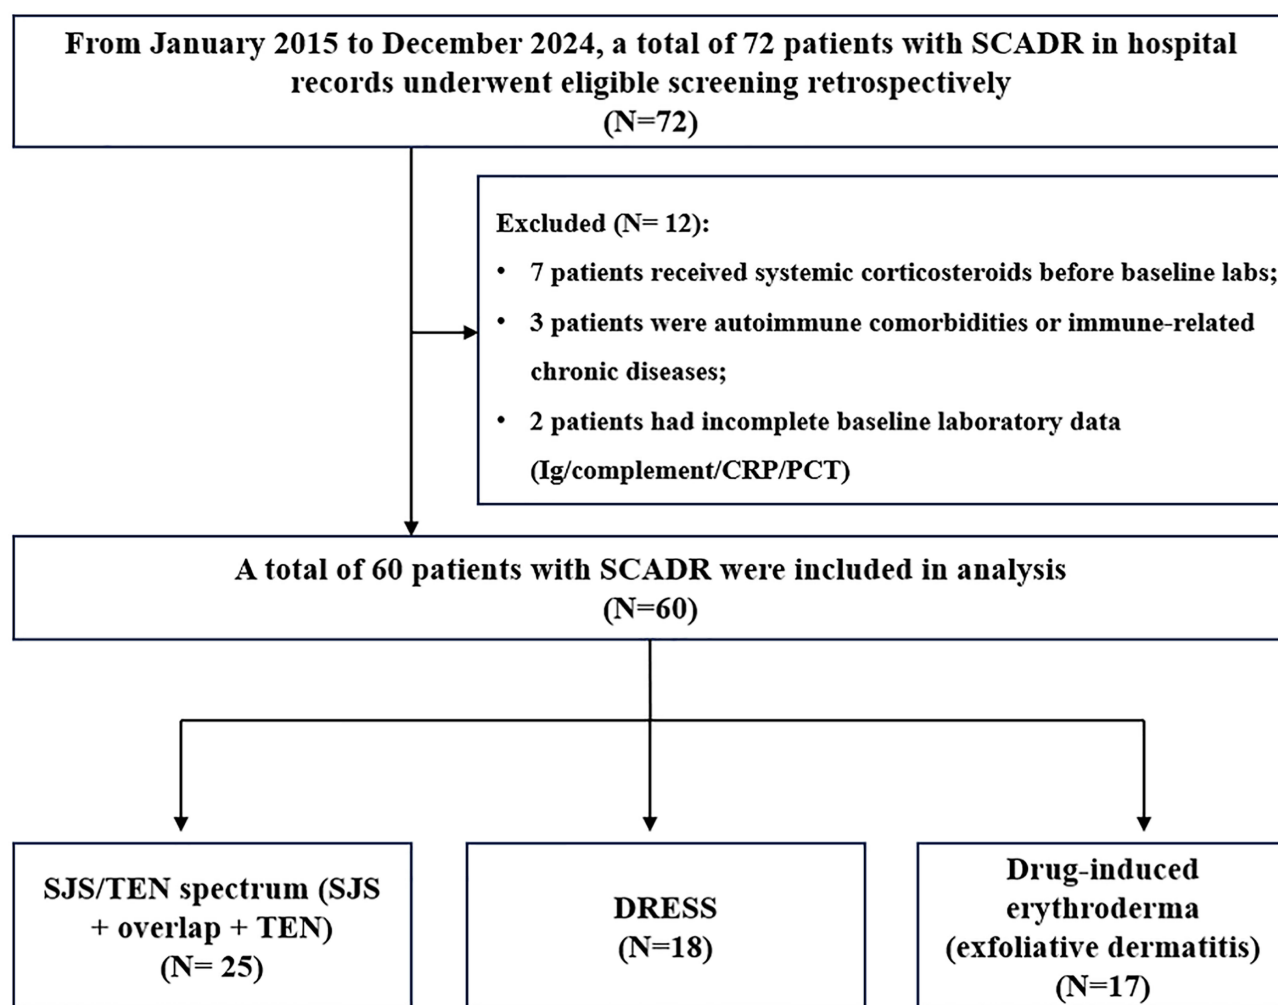 From January 2015 to December 2024, a total of 72 patients with SCADR in hospital
records underwent eligible screening retrospectively
(N=72)
Excluded (N= 12):
• 7 patients received systemic corticosteroids before baseline labs;
• 3 patients were autoimmune comorbidities or immune-related
chronic diseases;
• 2 patients had incomplete baseline laboratory data
(Ig/complement/CRP/PCT)
A total of 60 patients with SCADR were included in analysis
(N=60)
SJS/TEN spectrum (SJS
+ overlap + TEN)
(N= 25)
DRESS
(N=18)
Drug-induced
erythroderma
(exfoliative dermatitis)
(N=17)